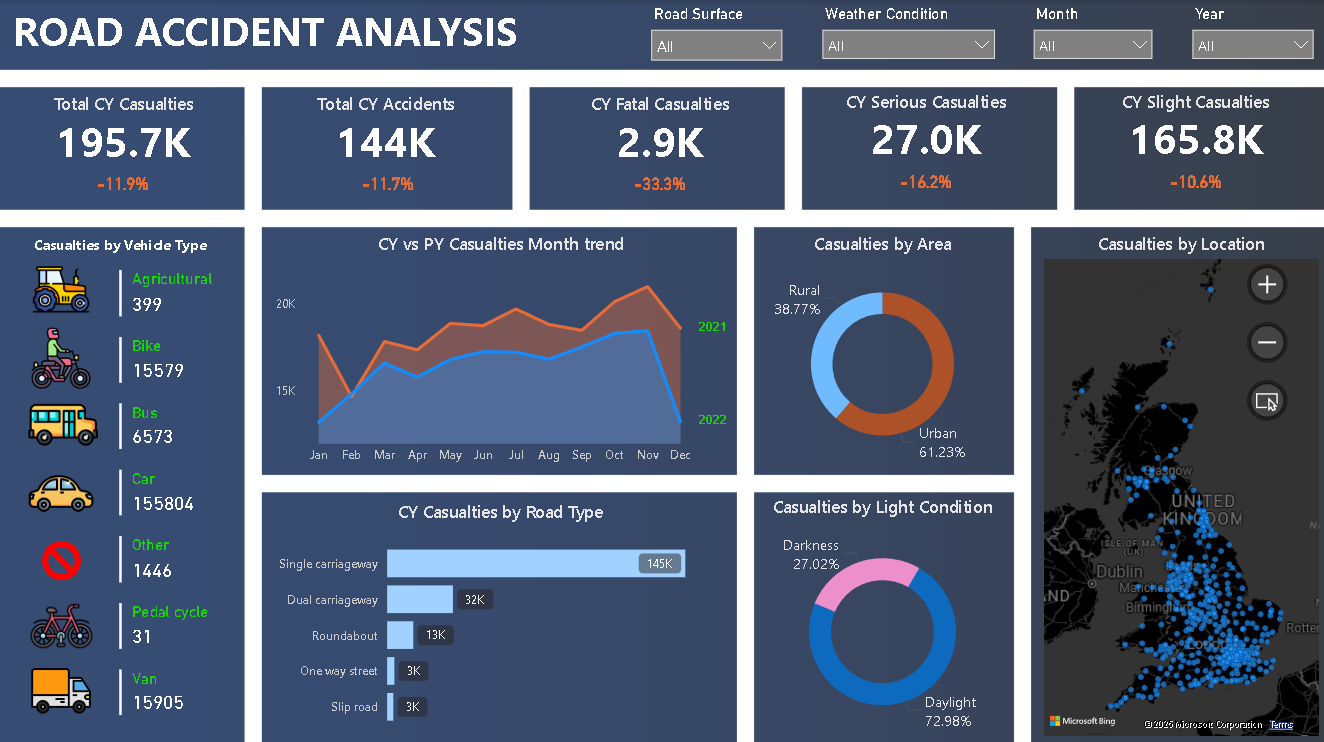 ROAD ACCIDENT ANALYSIS
Road Surface
All
Weather Condition
All
Month
All
Year
All
Total CY Casualties
195.7K
-11.9%
Total CY Accidents
144K
-11.7%
CY Fatal Casualties
2.9K
-33.3%
CY Serious Casualties
27.0K
-16.2%
CY Slight Casualties
165.8K
-10.6%
Casualties by Vehicle Type
Agricultural
399
Bike
15579
Bus
6573
Car
155804
Other
1446
Pedal cycle
31
Van
15905
CY vs PY Casualties Month trend
20K
15K
2021
2022
Jan Feb Mar Apr May Jun Jul Aug Sep Oct Nov Dec
CY Casualties by Road Type
Single carriageway 145K
Dual carriageway 32K
Roundabout 13K
One way street 3K
Slip road 3K
Casualties by Area
Rural
38.77%
Urban
61.23%
Casualties by Light Condition
Darkness
27.02%
Daylight
72.98%
Casualties by Location
Glasgow
UNITED
KINGDOM
ISLE OF MAN
(UK)
Dublin
Manche
Birming
ND
Rotter
Microsoft Bing
©2025 Microsoft Corporation Terms